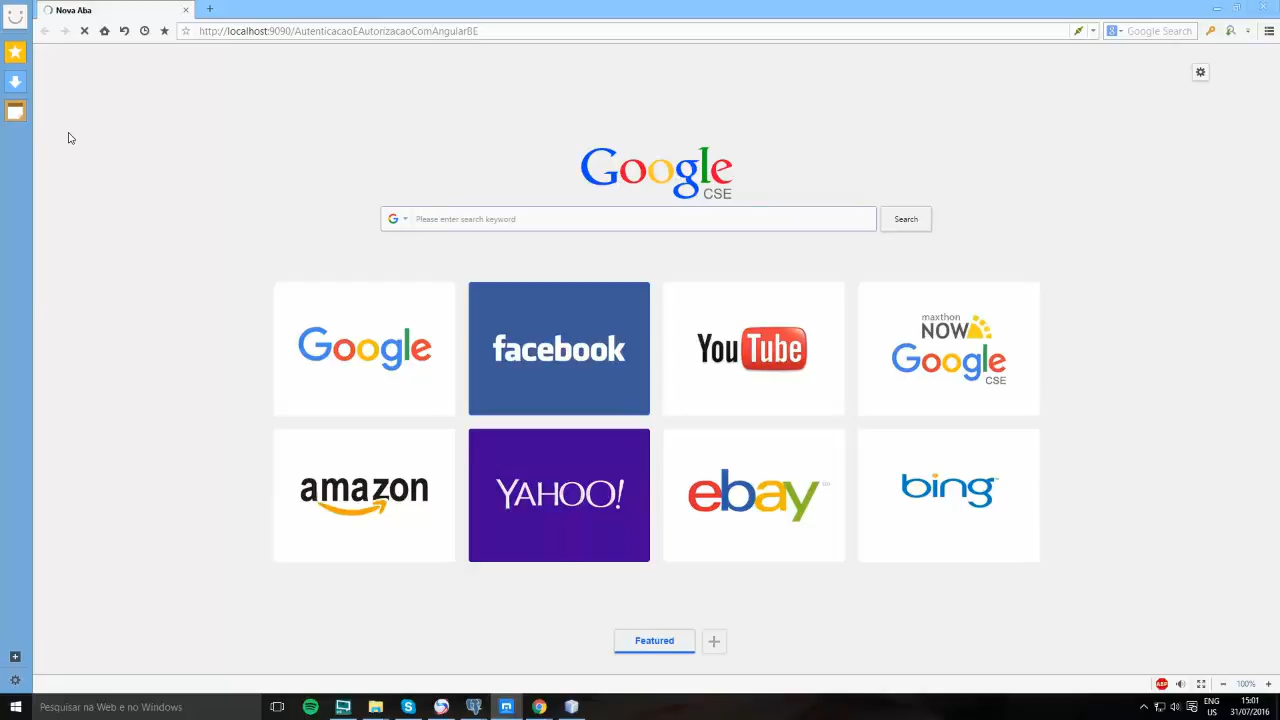 Nova Aba
http://localhost:9090/AutenticacaoEAutorizacaoComAngularBE
Google Search
Google
CSE
Please enter search keyword
Search
Google
facebook
YouTube
maxthon
NOW
Google
CSE
amazon
YAHOO!
ebay
bing
Featured
ABP
100%
Pesquisar na Web e no Windows
ENG
US
15:01
31/07/2016